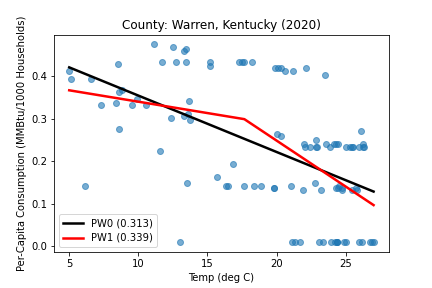 County: Warren, Kentucky (2020)
Per-Capita Consumption (MMBtu/1000 Households)
0.4
0.3
0.2
0.1
0.0
PW0 (0.313)
PW1 (0.339)
5 10 15 20 25
Temp (deg C)